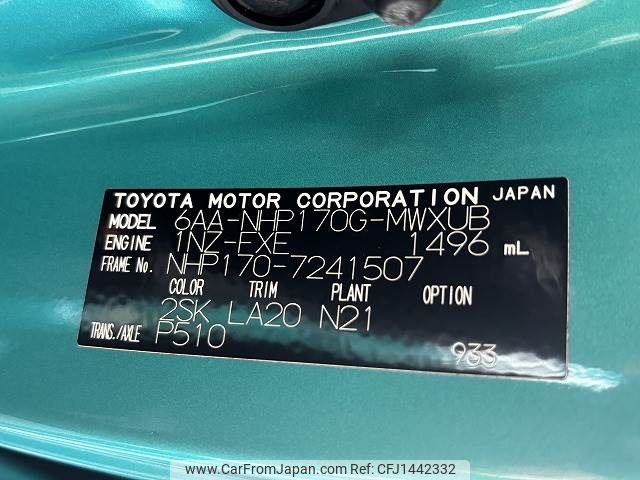 TOYOTA MOTOR CORPORATION JAPAN
MODEL 6AA-NHP170G-MWXUB
ENGINE 1NZ-FXE 1496 mL
FRAME No. NHP170-7241507
COLOR TRIM PLANT OPTION
2SK LA20 N21
TRANS./AXLE P510
933
www.CarFromJapan.com - CFJ1442332